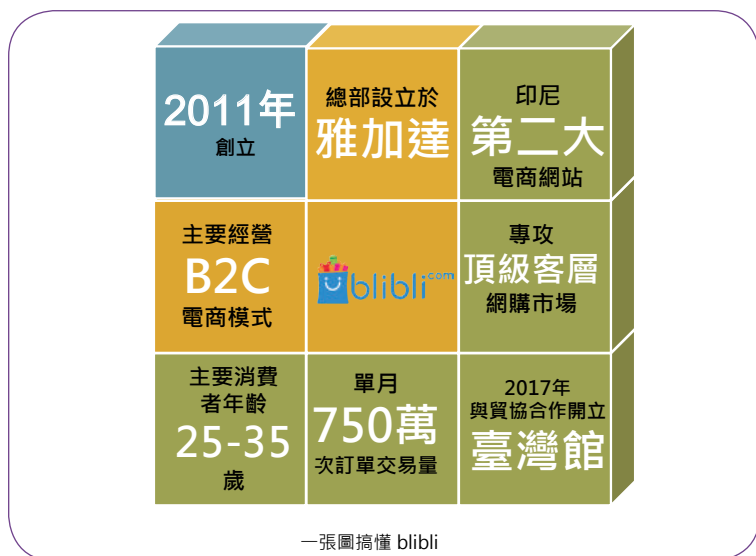 2011年
創立
總部設立於
雅加達
印尼
第二大
電商網站
主要經營
B2C
電商模式
blibli.com
專攻
頂級客層
網購市場
主要消費
者年齡
25-35
歲
單月
750萬
次訂單交易量
2017年
與貿協合作開立
臺灣館
一張圖搞懂 blibli